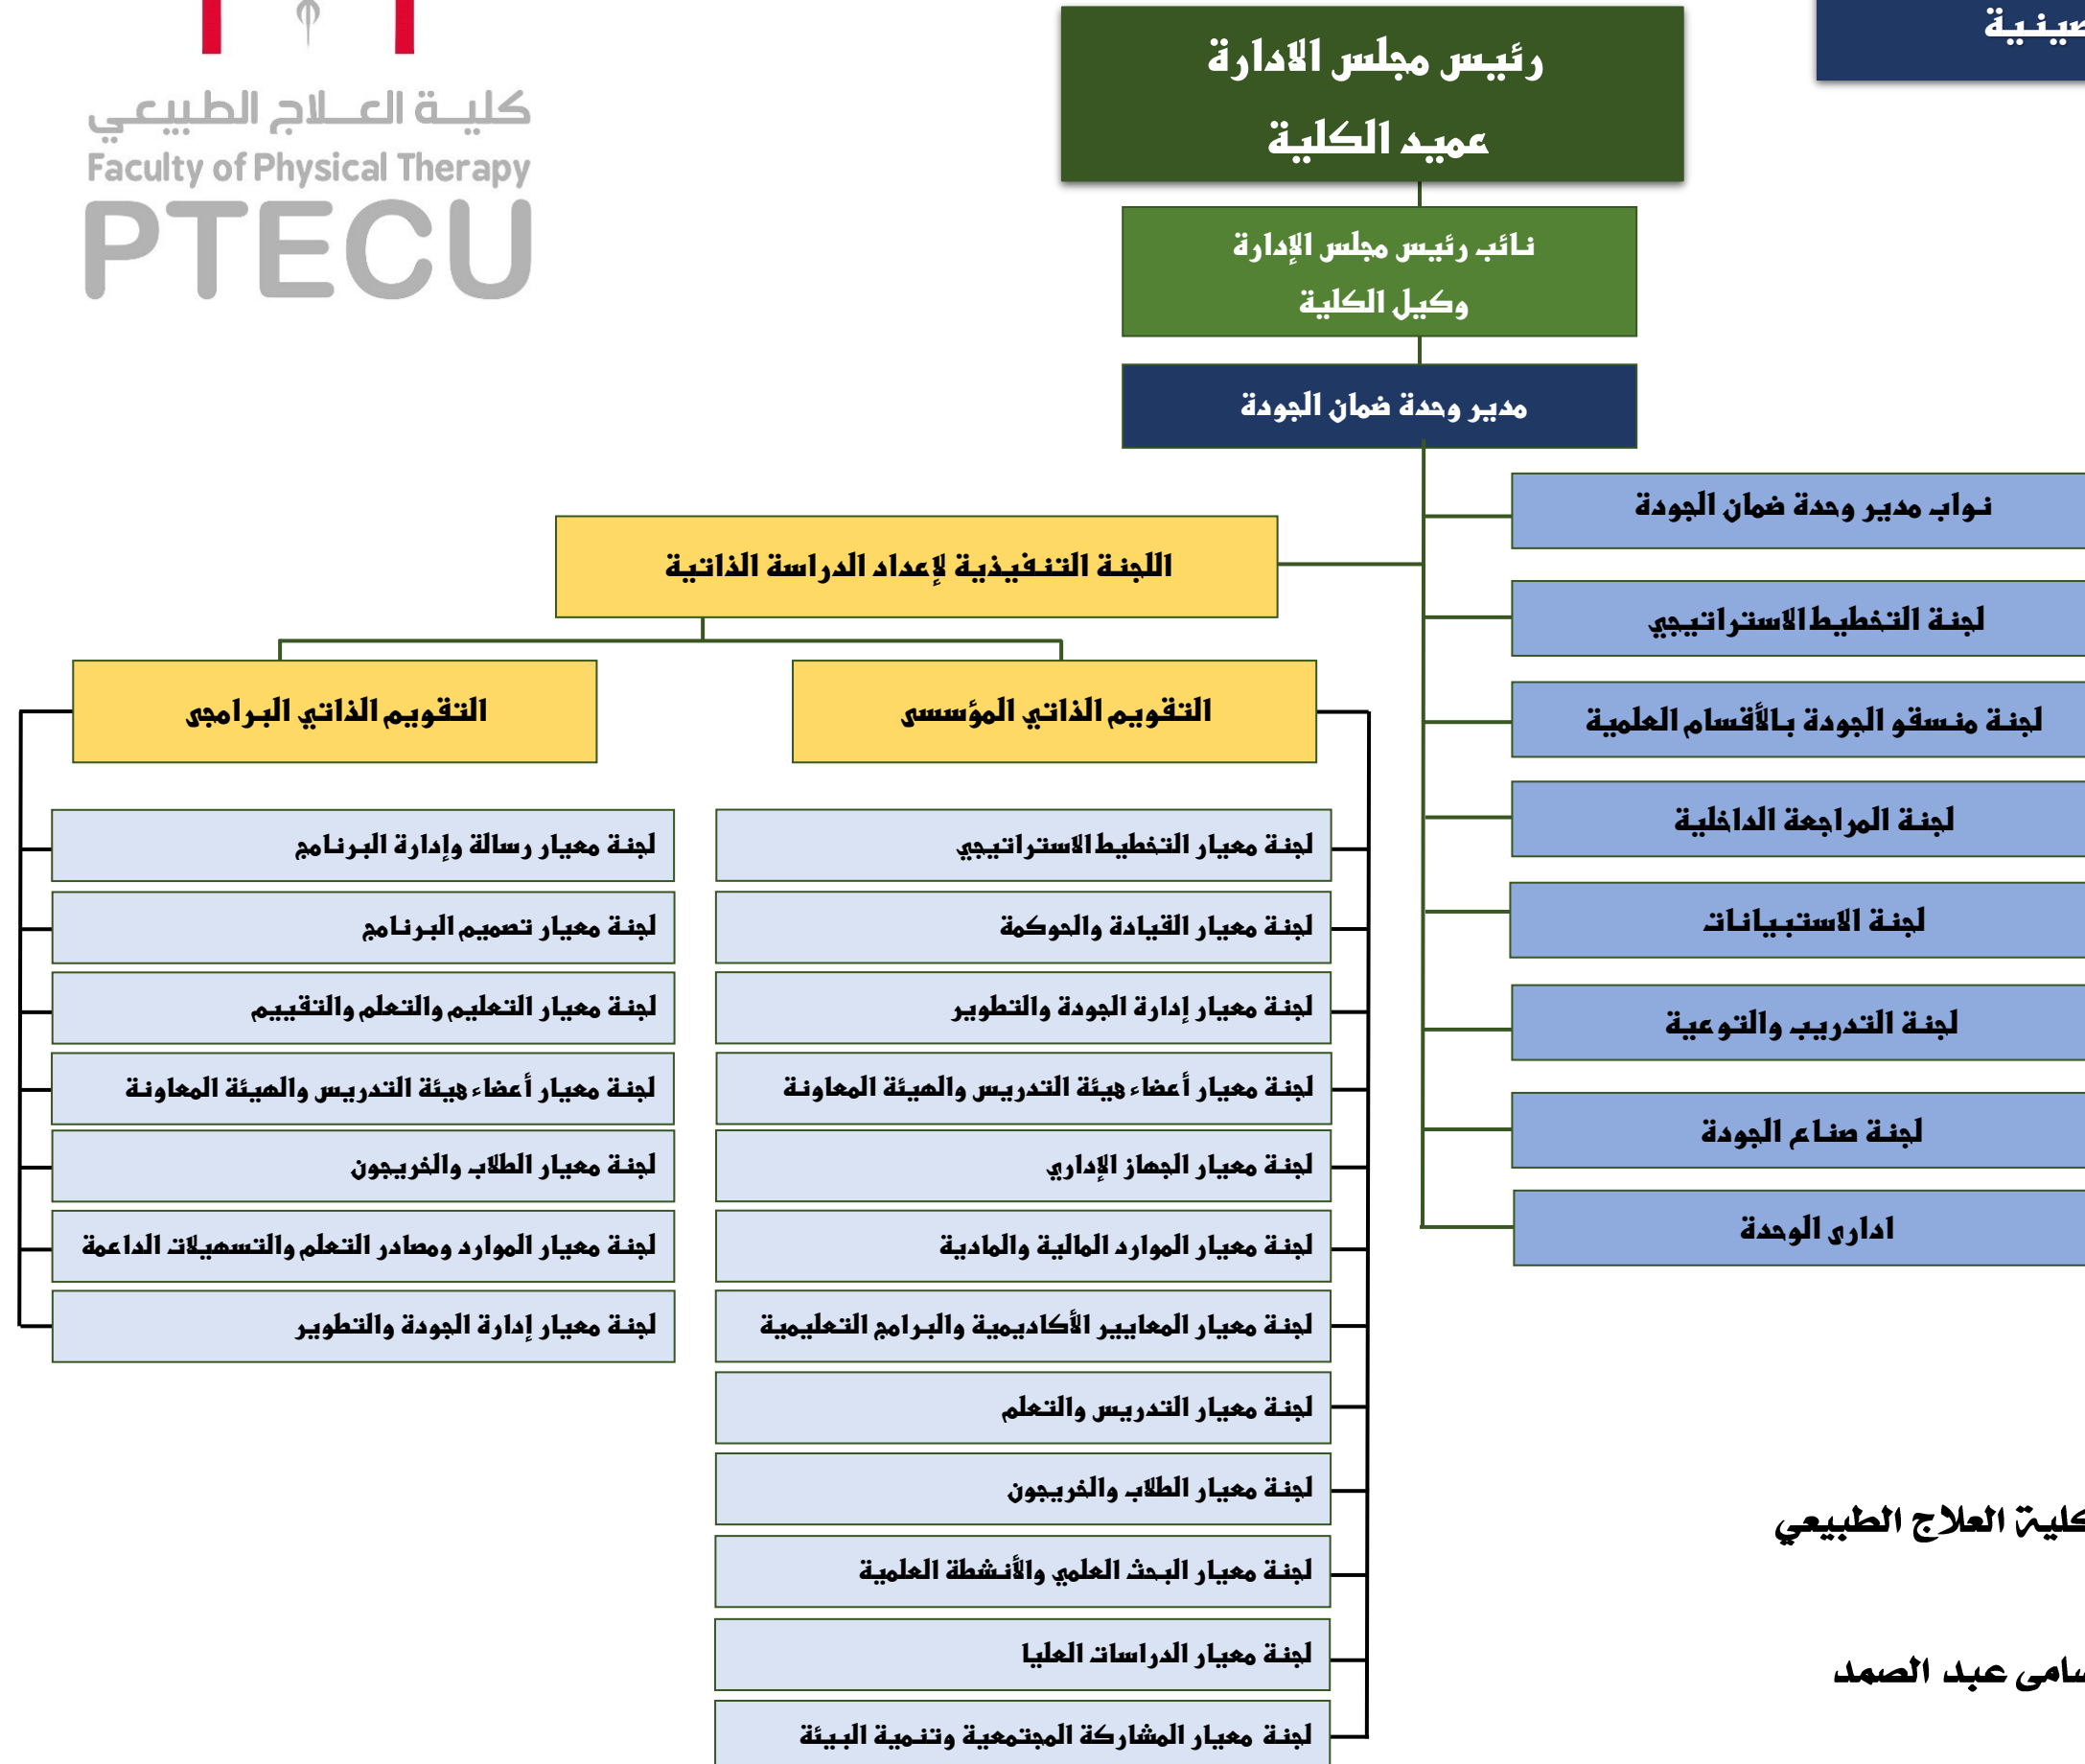 رئيس مجلس الادارة
عميد الكلية
كليـة العـلاج الطبيعـي
Faculty of Physical Therapy
PTECU
نائب رئيس مجلس الإدارة
وكيل الكلية
مدير وحدة ضمان الجودة
نواب مدير وحدة ضمان الجودة
لجنة التخطيط الاستراتيجي
لجنة منسقو الجودة بالأقسام العلمية
لجنة المراجعة الداخلية
لجنة الاستبيانات
لجنة التدريب والتوعية
لجنة صناع الجودة
ادارى الوحدة
اللجنة التنفيذية لإعداد الدراسة الذاتية
التقويم الذاتي المؤسسى
لجنة معيار التخطيط الاستراتيجي
لجنة معيار القيادة والحوكمة
لجنة معيار إدارة الجودة والتطوير
لجنة معيار أعضاء هيئة التدريس والهيئة المعاونة
لجنة معيار الجهاز الإداري
لجنة معيار الموارد المالية والمادية
لجنة معيار المعايير الأكاديمية والبرامج التعليمية
لجنة معيار التدريس والتعلم
لجنة معيار الطلاب والخريجون
لجنة معيار البحث العلمي والأنشطة العلمية
لجنة معيار الدراسات العليا
لجنة معيار المشاركة المجتمعية وتنمية البيئة
التقويم الذاتي البرامجى
لجنة معيار رسالة وإدارة البرنامج
لجنة معيار تصميم البرنامج
لجنة معيار التعليم والتعلم والتقييم
لجنة معيار أعضاء هيئة التدريس والهيئة المعاونة
لجنة معيار الطلاب والخريجون
لجنة معيار الموارد ومصادر التعلم والتسهيلات الداعمة
لجنة معيار إدارة الجودة والتطوير
كلية العلاج الطبيعي
سامى عبد الصمد